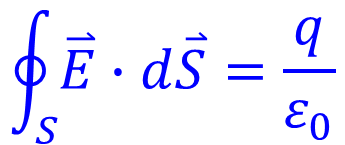 ∮_S E⃗ · dS⃗ = q/ε₀